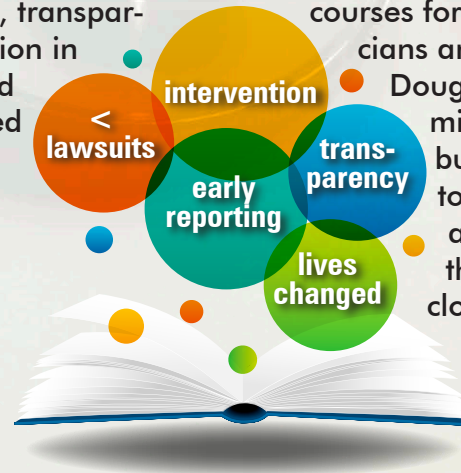 , transpar-
ion in
d
ed
courses for
cians ar
Doug
mi
bu
to
a
th
clo
intervention
<
lawsuits
trans-
parency
early
reporting
lives
changed